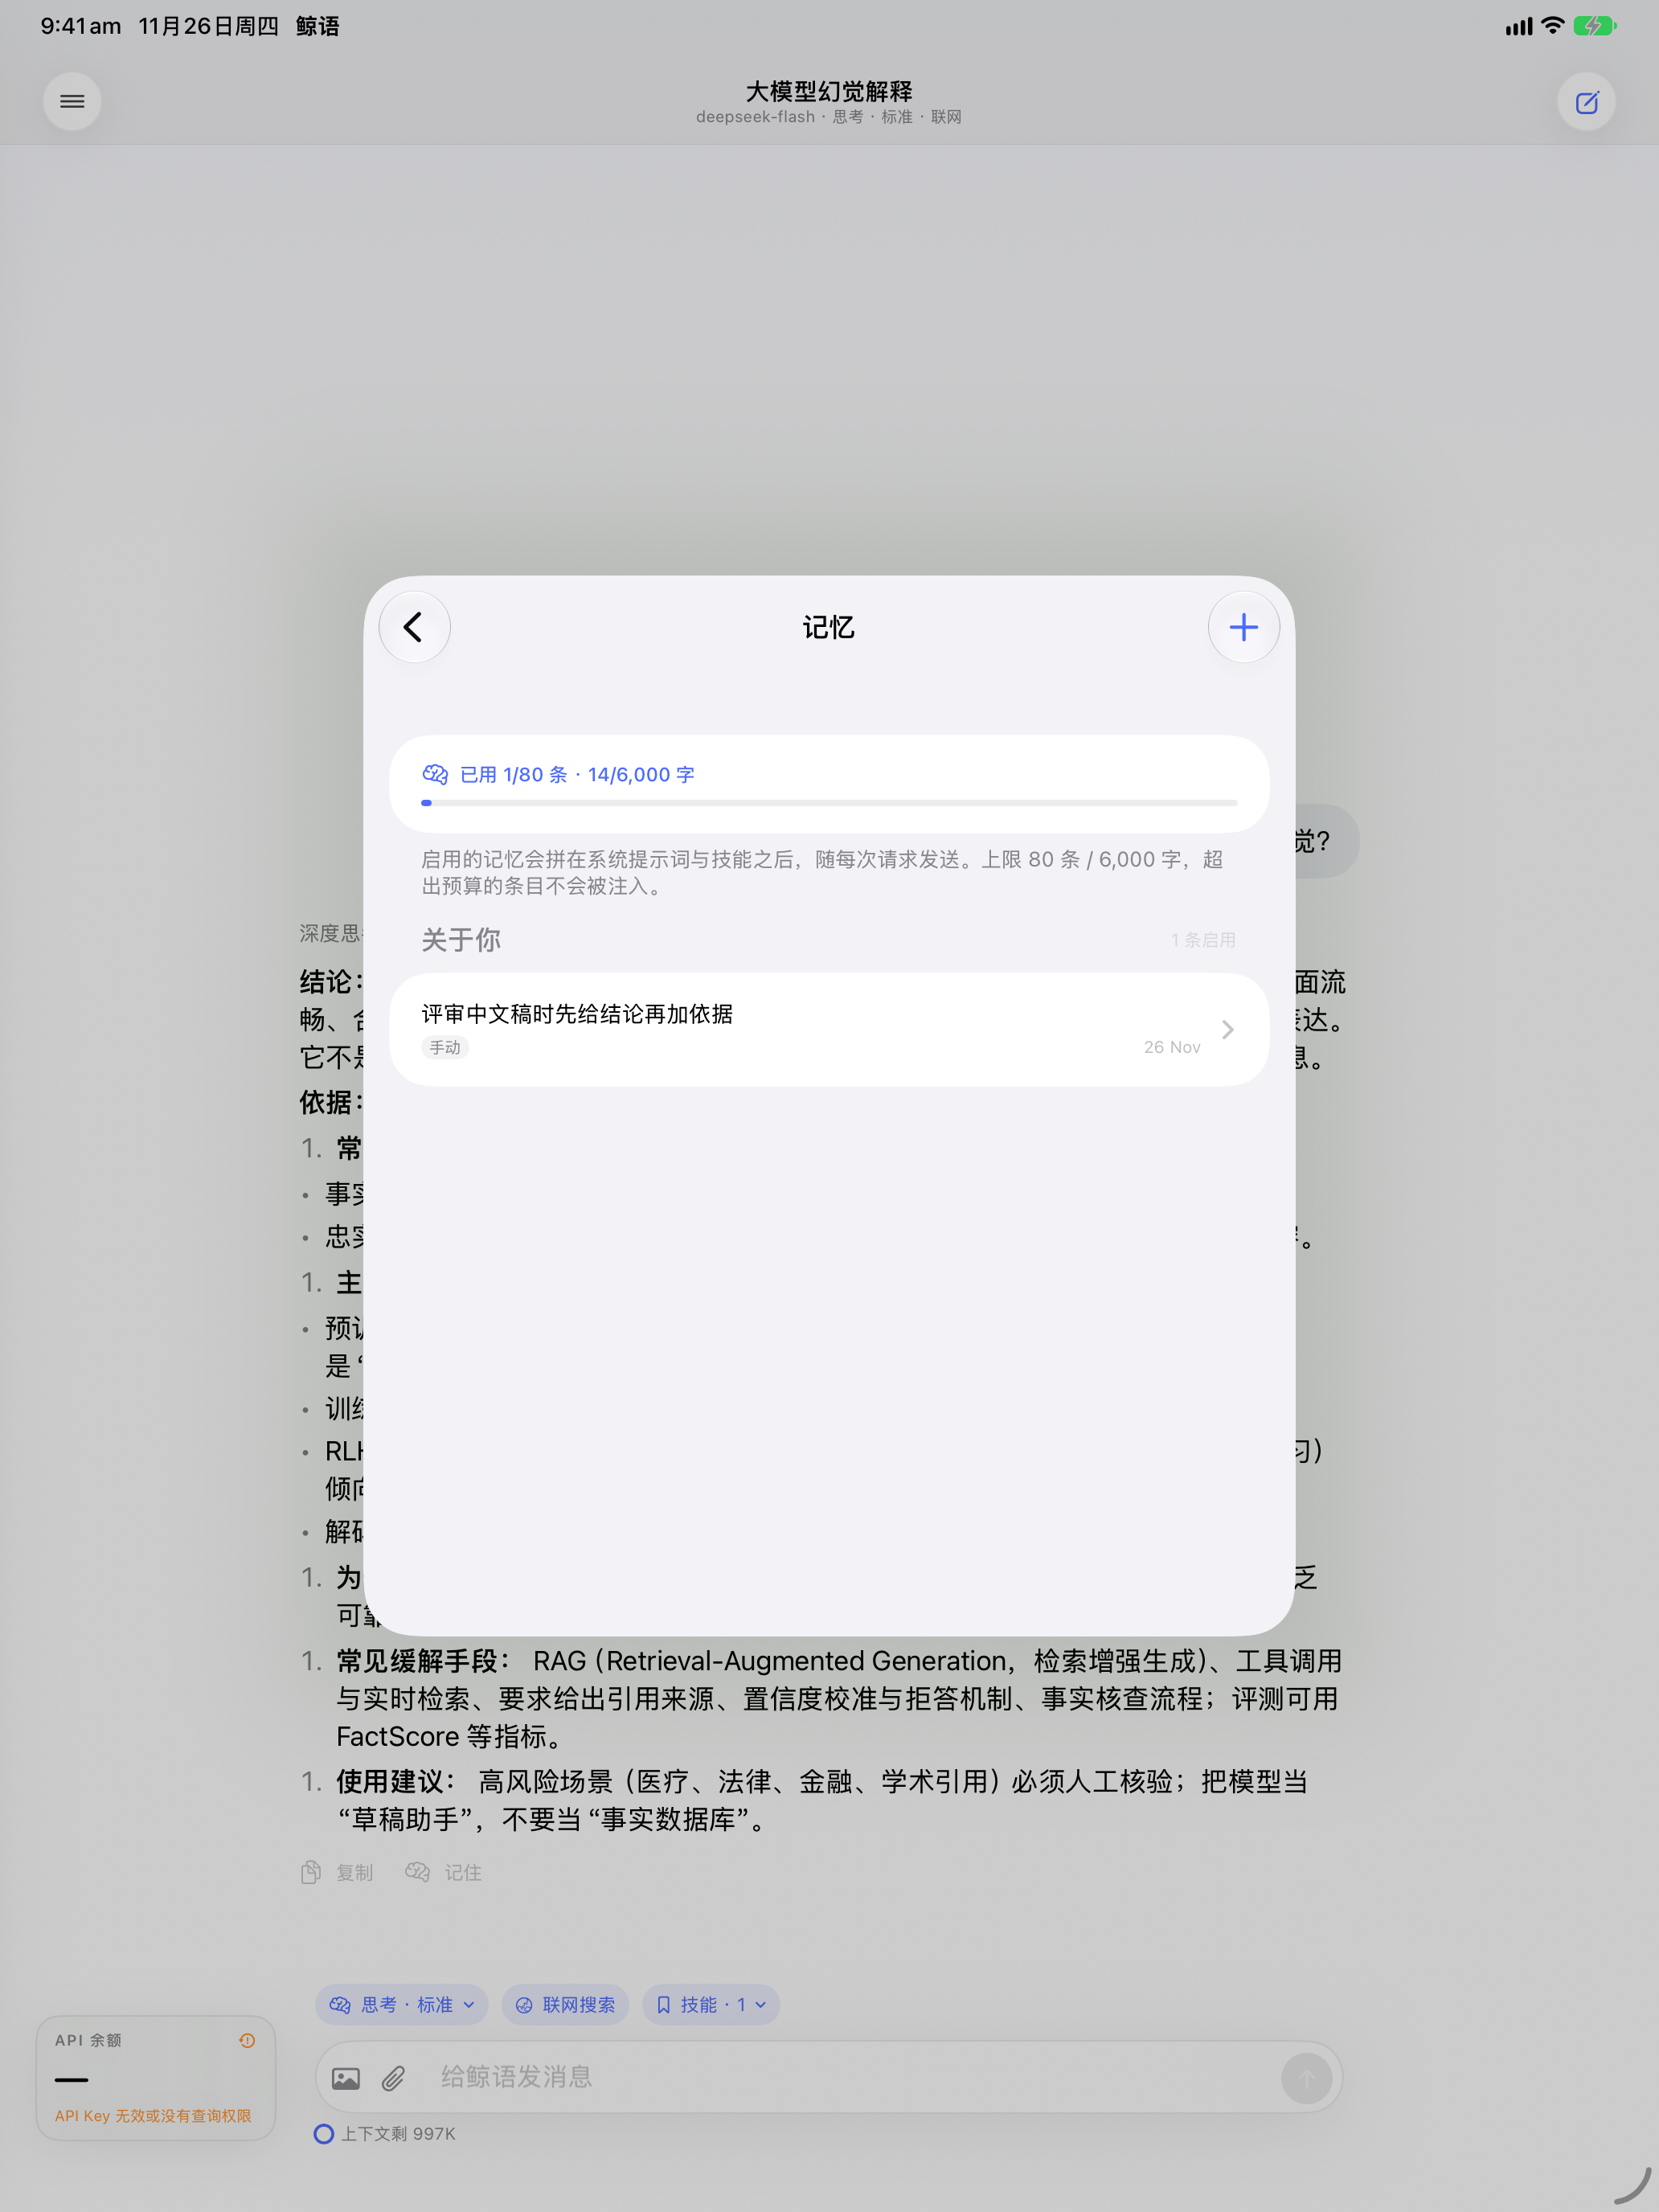 9:41 am 11月26日周四 鲸语
大模型幻觉解释
deepseek-flash · 思考 · 标准 · 联网
记忆
已用 1/80 条 · 14/6,000 字
启用的记忆会拼在系统提示词与技能之后，随每次请求发送。上限 80 条 / 6,000 字，超
出预算的条目不会被注入。
关于你 1 条启用
评审中文稿时先给结论再加依据
手动 26 Nov
觉?
深度思
结论： 面流
畅、 达。
它不是 息。
依据：
1. 常
• 事实
• 忠实 。
1. 主
• 预训
是“
• 训练
• RLH 习）
倾向
• 解码
1. 为 乏
可靠
1. 常见缓解手段： RAG（Retrieval-Augmented Generation，检索增强生成）、工具调用
与实时检索、要求给出引用来源、置信度校准与拒答机制、事实核查流程；评测可用
FactScore 等指标。
1. 使用建议： 高风险场景（医疗、法律、金融、学术引用）必须人工核验；把模型当
“草稿助手”，不要当“事实数据库”。
复制 记住
思考 · 标准 联网搜索 技能 · 1
API 余额
—
API Key 无效或没有查询权限
给鲸语发消息
上下文剩 997K